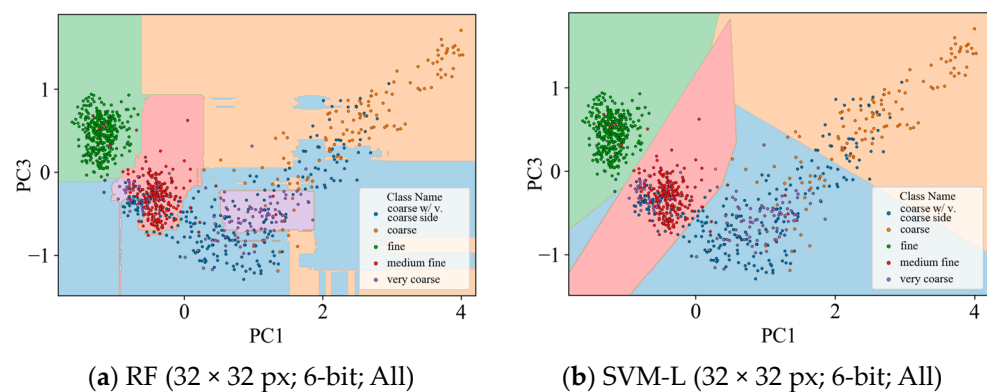 1
0
−1
PC3
0
2
4
PC1
Class Name
coarse w/ v.
coarse side
coarse
fine
medium fine
very coarse
(a) RF (32 × 32 px; 6-bit; All)
1
0
−1
PC3
0
2
4
PC1
Class Name
coarse w/ v.
coarse side
coarse
fine
medium fine
very coarse
(b) SVM-L (32 × 32 px; 6-bit; All)